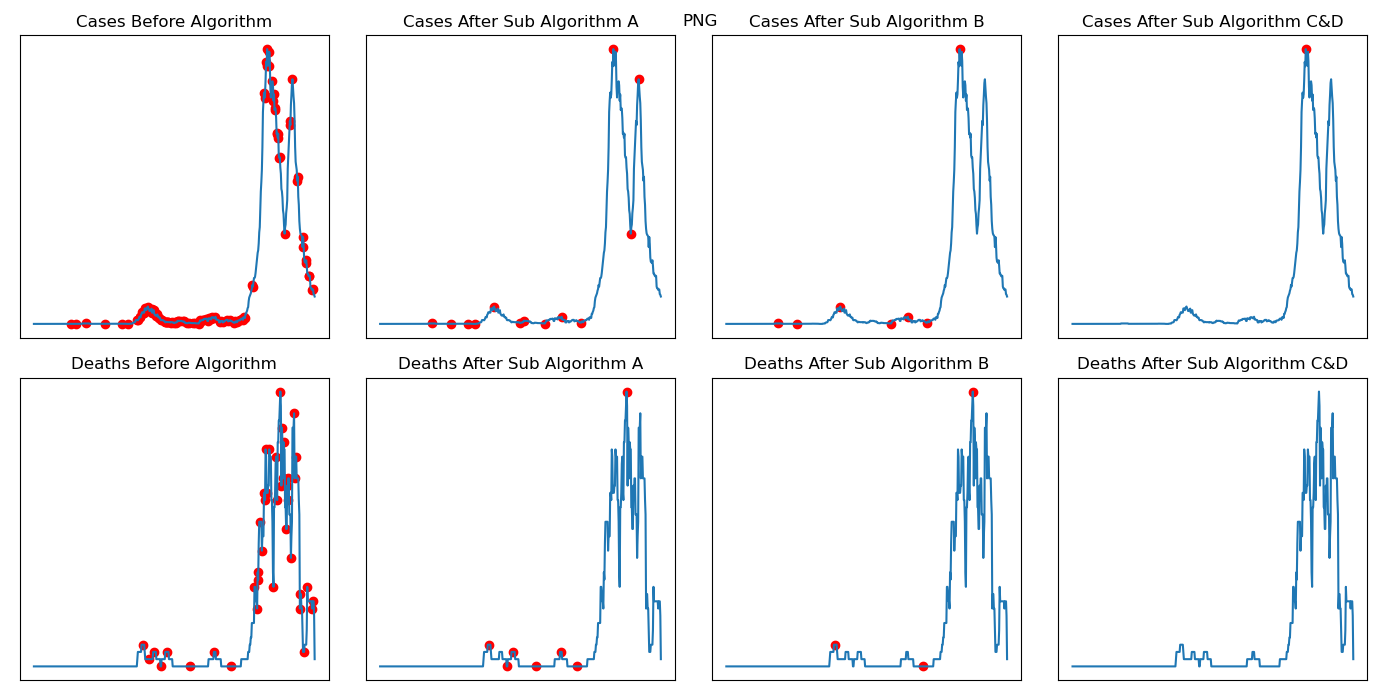 PNG
Cases Before Algorithm
Cases After Sub Algorithm A
Cases After Sub Algorithm B
Cases After Sub Algorithm C&D
Deaths Before Algorithm
Deaths After Sub Algorithm A
Deaths After Sub Algorithm B
Deaths After Sub Algorithm C&D